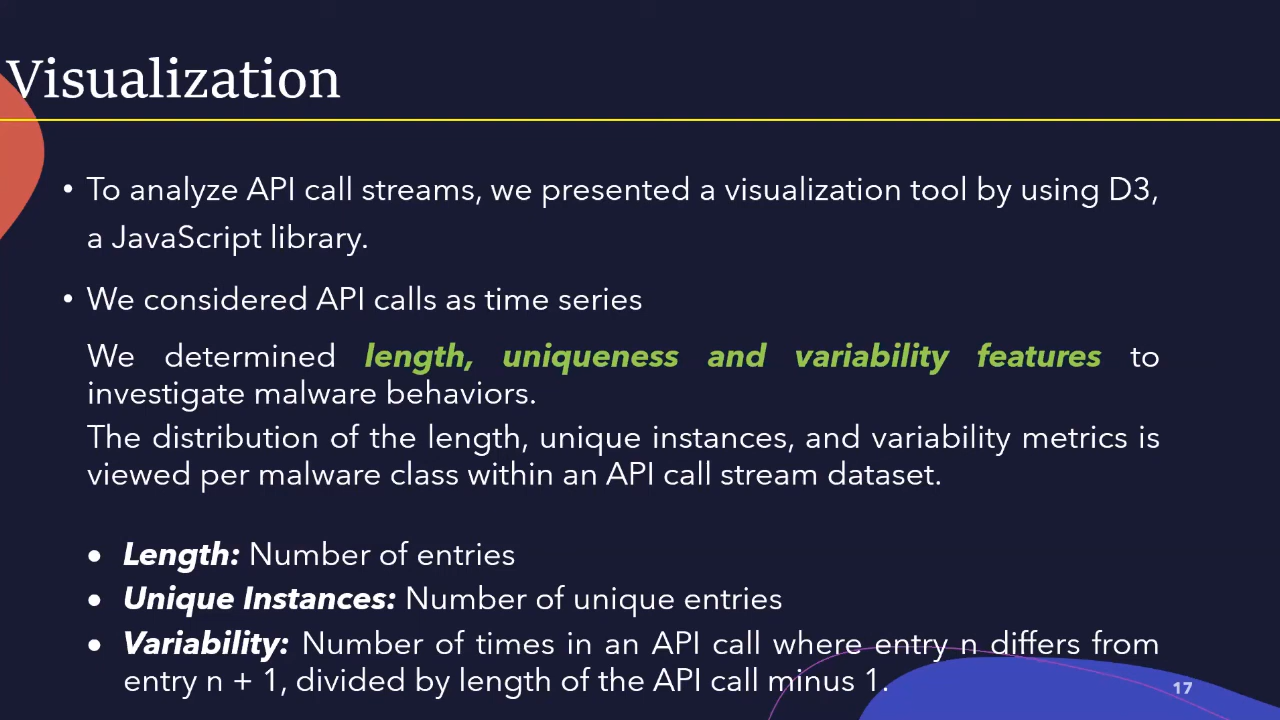 Visualization
• To analyze API call streams, we presented a visualization tool by using D3,
a JavaScript library.
• We considered API calls as time series
We determined length, uniqueness and variability features to
investigate malware behaviors.
The distribution of the length, unique instances, and variability metrics is
viewed per malware class within an API call stream dataset.
• Length: Number of entries
• Unique Instances: Number of unique entries
• Variability: Number of times in an API call where entry n differs from
entry n + 1, divided by length of the API call minus 1.
17